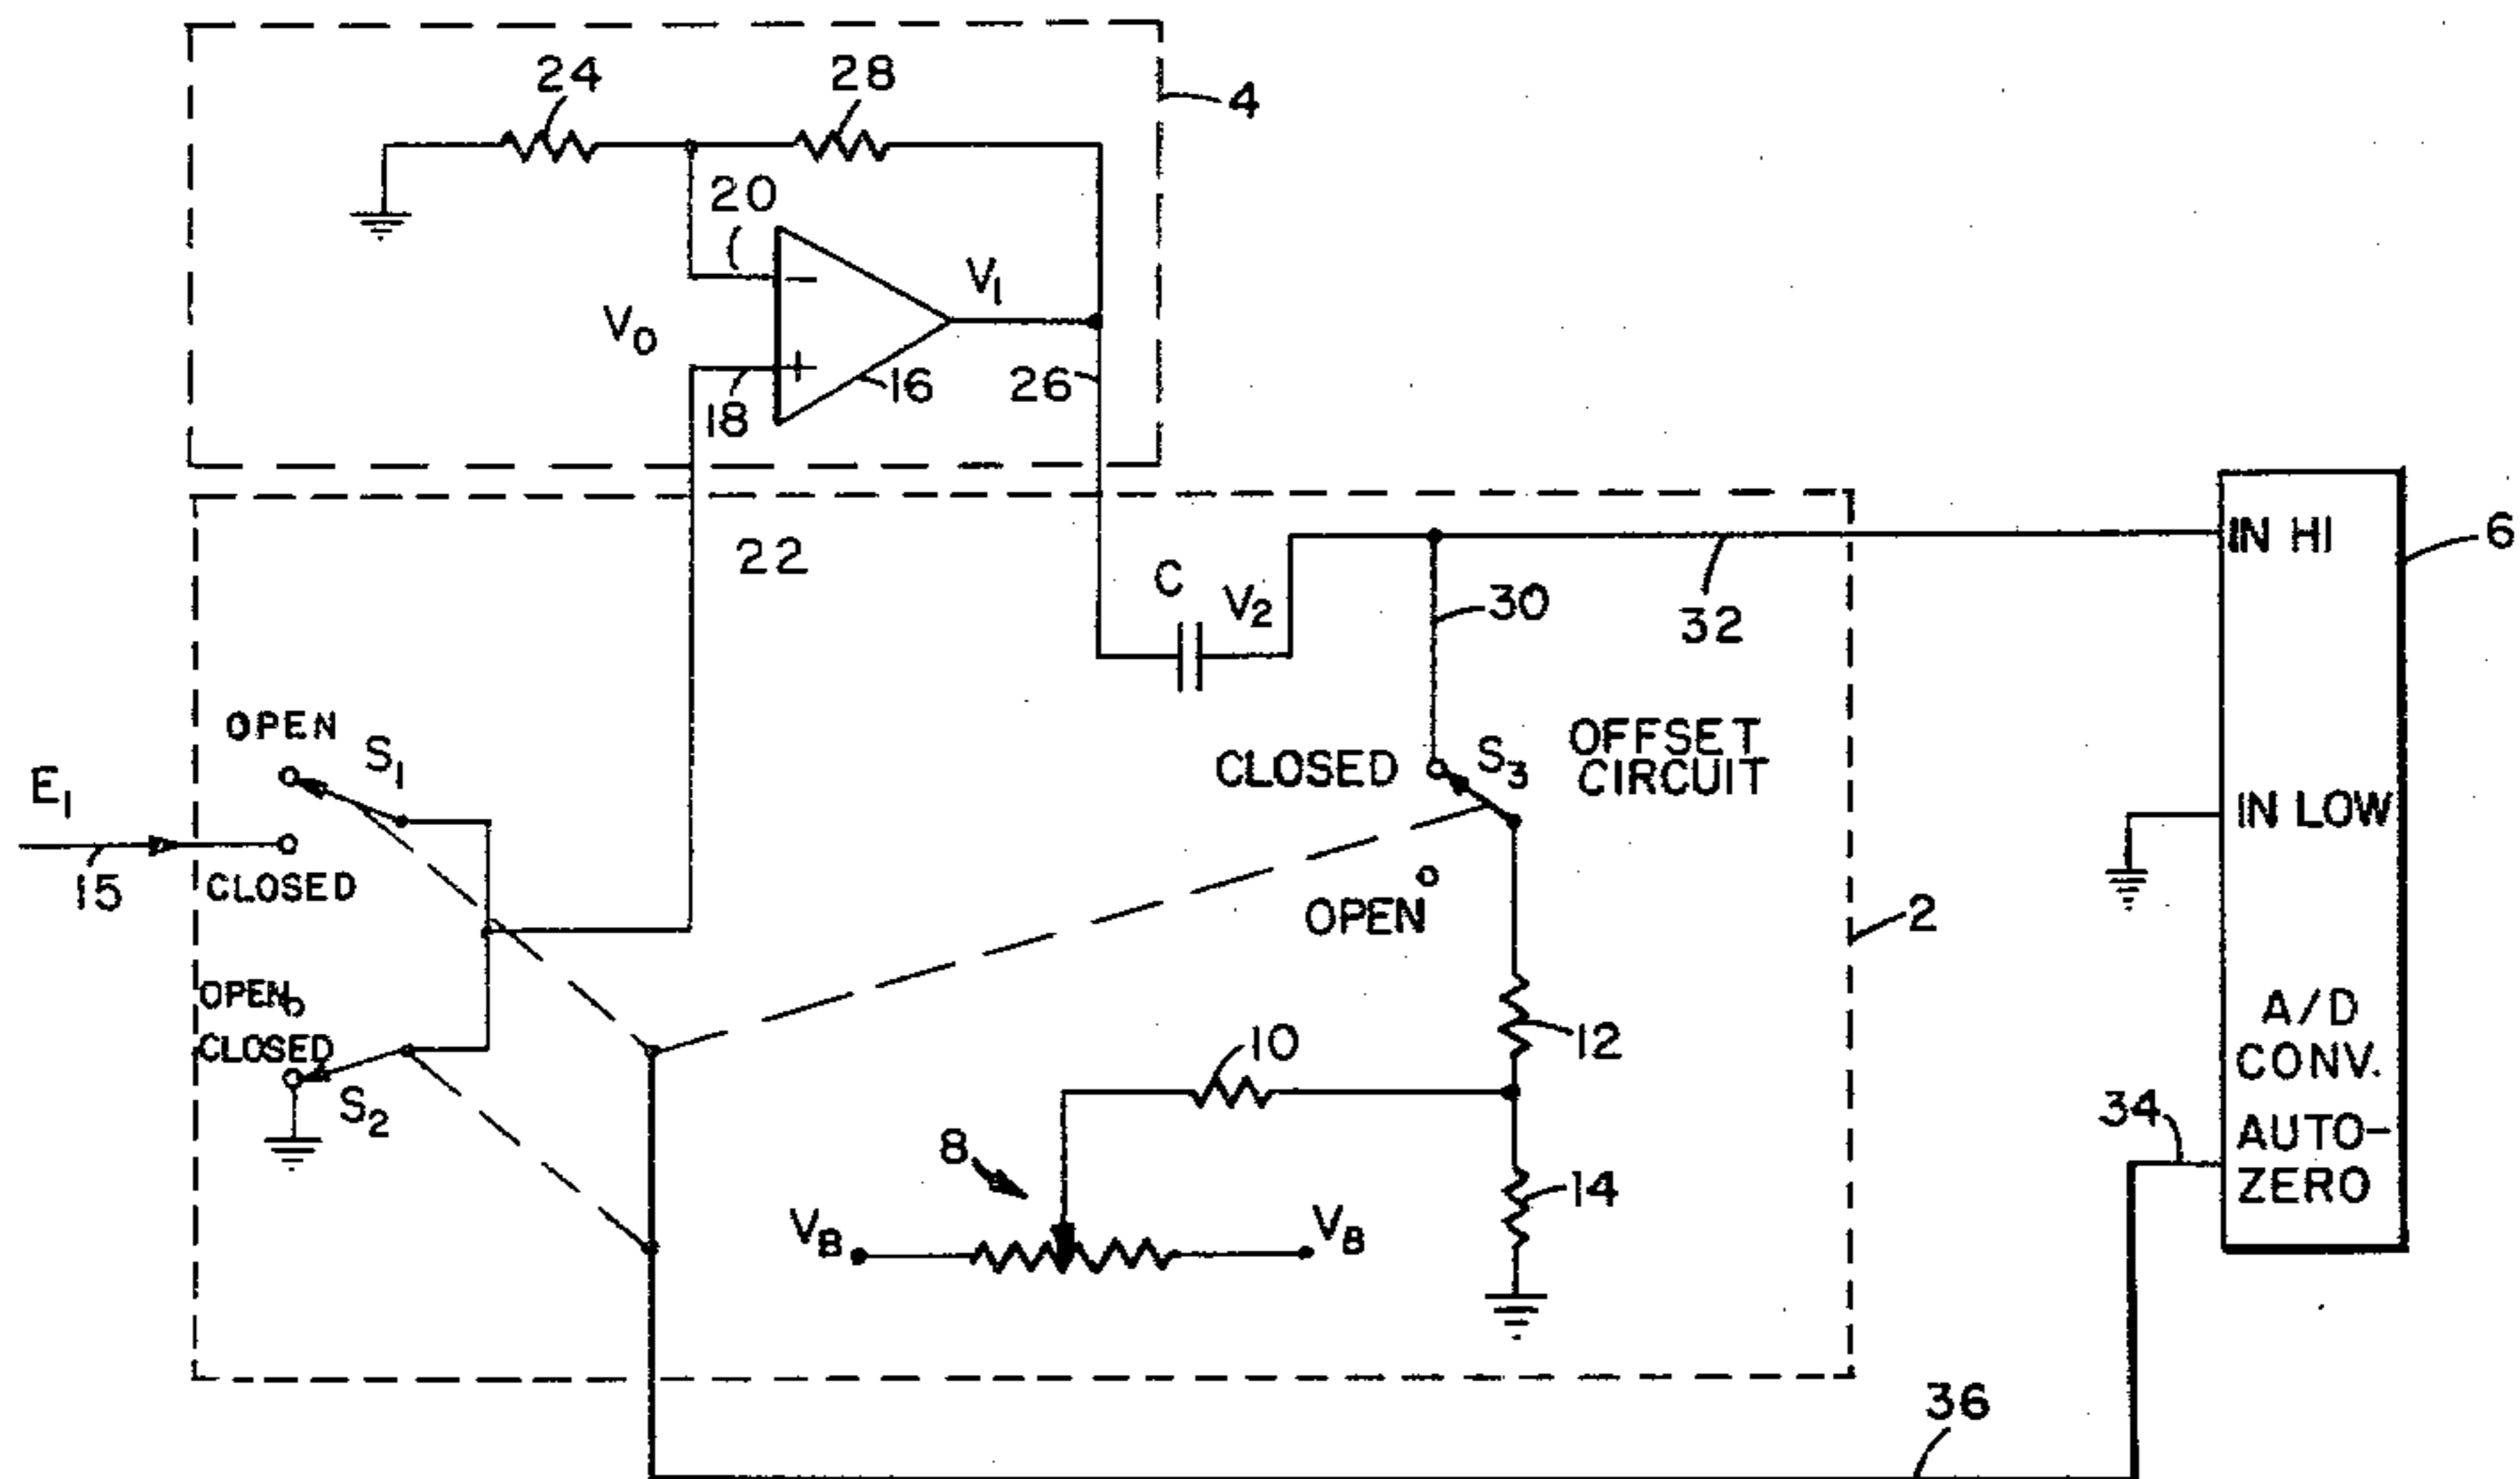 24
28
4
20
V1
V0
16
18
26
22
C
V2
30
32
IN HI
6
OPEN
S1
E1
15
CLOSED
CLOSED
S3
OFFSET
CIRCUIT
OPEN
IN LOW
2
OPEN
CLOSED
S2
10
12
A/D
CONV.
34
AUTO-
ZERO
8
14
VB
VB
36